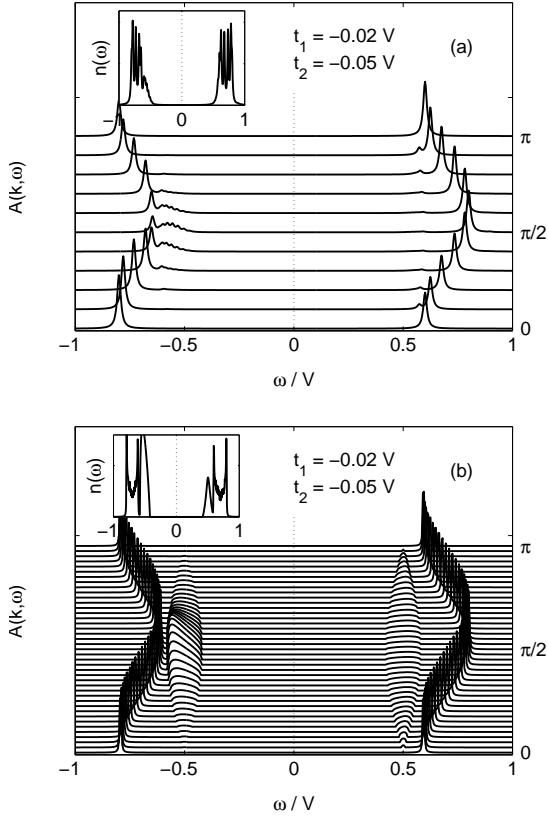 t₁ = −0.02 V
(a)
t₂ = −0.05 V
n(ω)
−1 0 1
A(k,ω)
π
π/2
0
−1 −0.5 0 0.5 1
ω / V
t₁ = −0.02 V
(b)
t₂ = −0.05 V
n(ω)
−1 0 1
A(k,ω)
π
π/2
0
−1 −0.5 0 0.5 1
ω / V